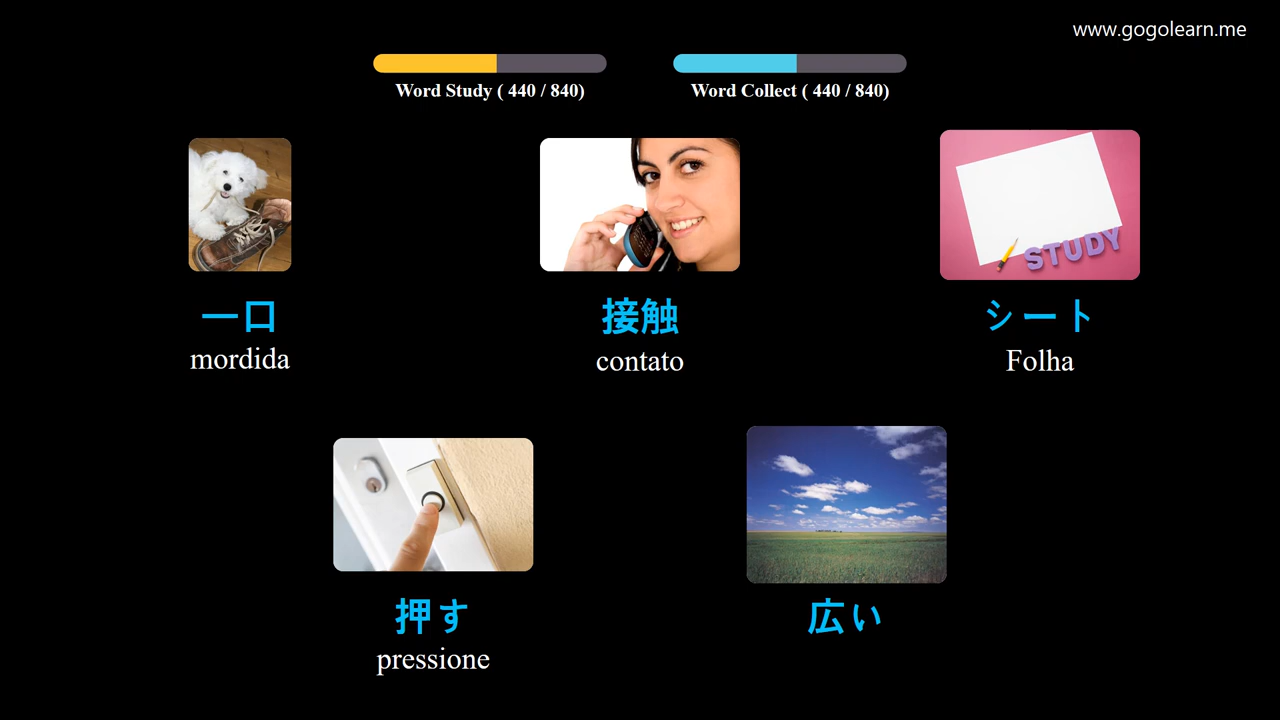 www.gogolearn.me
Word Study ( 440 / 840)
Word Collect ( 440 / 840)
一口
mordida
接触
contato
STUDY
シート
Folha
押す
pressione
広い